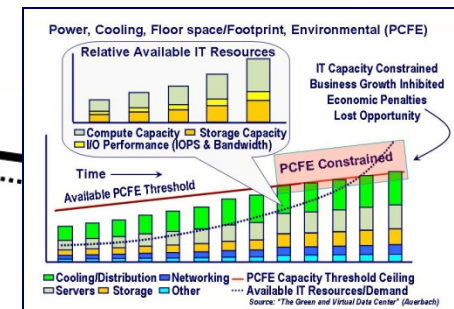 Power, Cooling, Floor space/Footprint, Environmental (PCFE)
Relative Available IT Resources
Compute Capacity Storage Capacity
I/O Performance (IOPS & Bandwidth)
IT Capacity Constrained
Business Growth Inhibited
Economic Penalties
Lost Opportunity
PCFE Constrained
Time
Available PCFE Threshold
Cooling/Distribution Networking PCFE Capacity Threshold Ceiling
Servers Storage Other Available IT Resources/Demand
Source: "The Green and Virtual Data Center" (Auerbach)